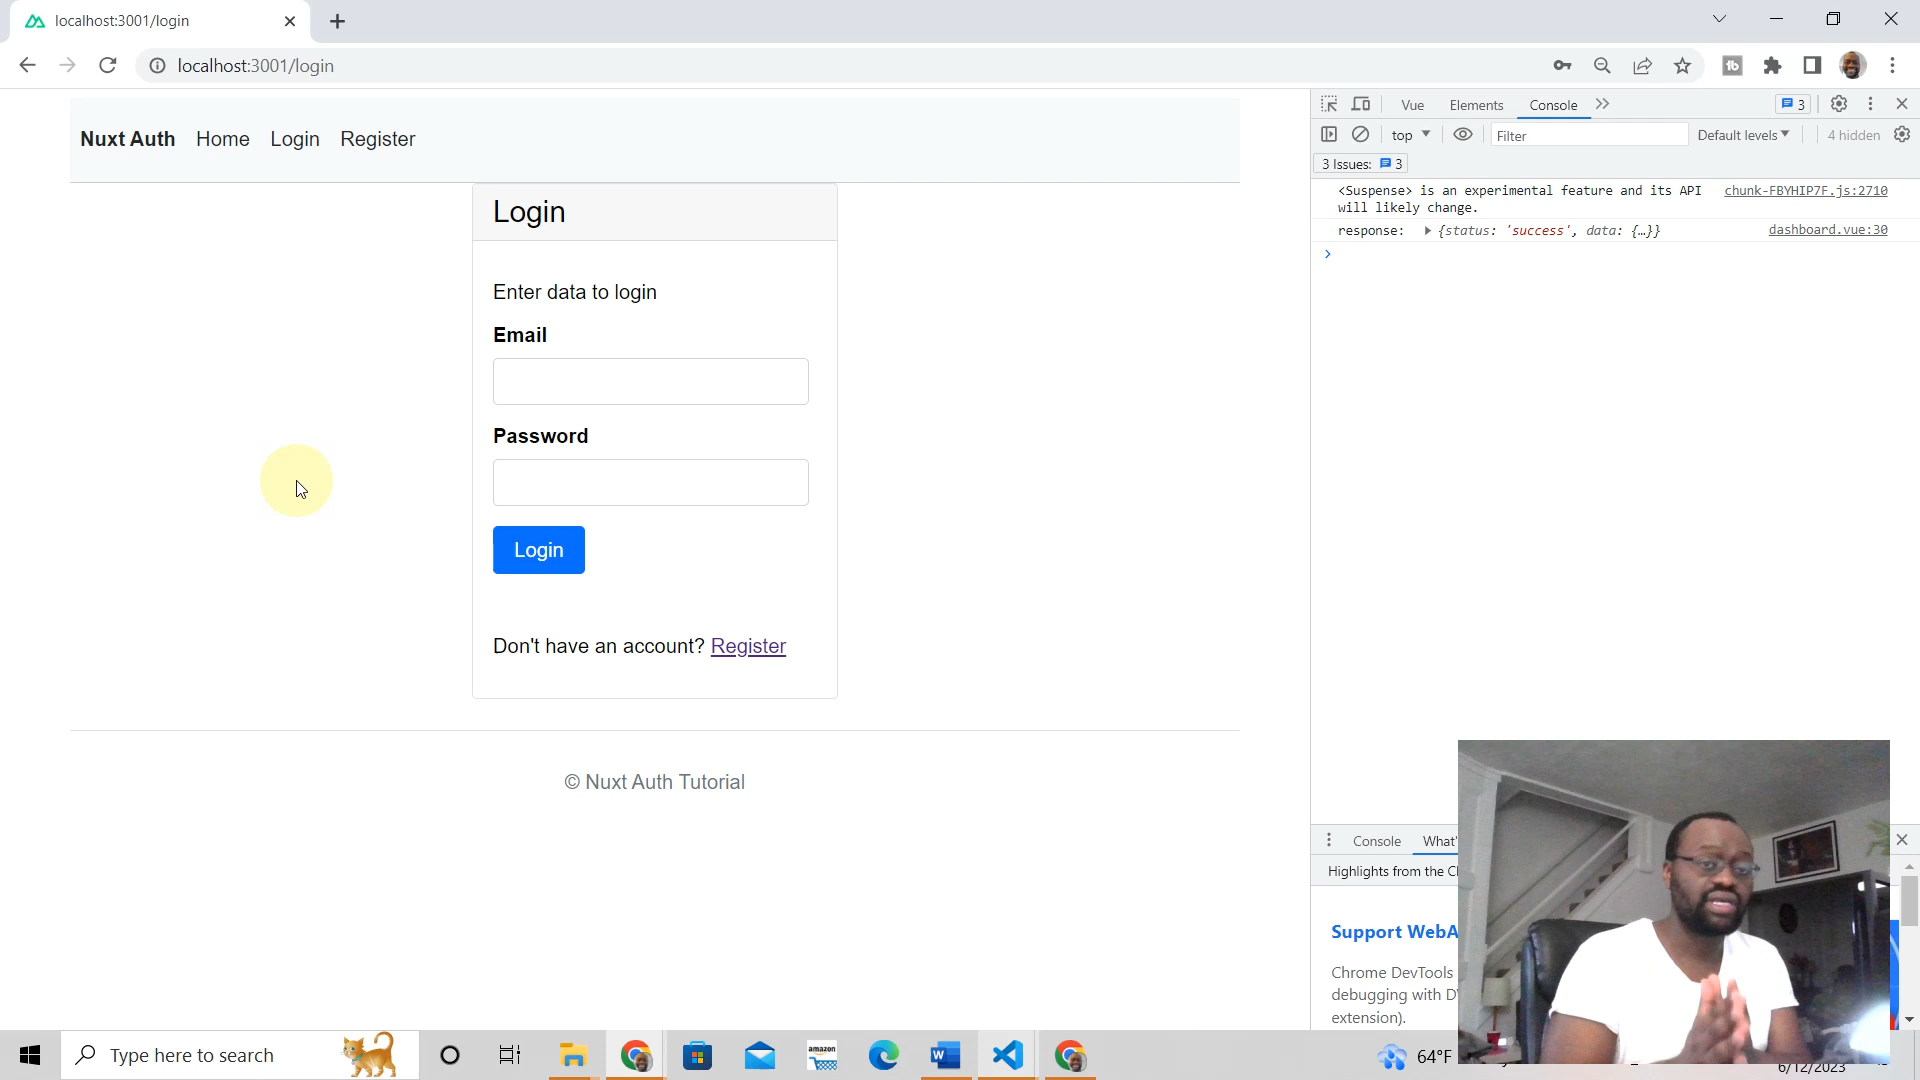 localhost:3001/login
localhost:3001/login
Nuxt Auth Home Login Register
Login
Enter data to login
Email
Password
Login
Don't have an account? Register
© Nuxt Auth Tutorial
Vue Elements Console 3
top Filter Default levels 4 hidden
3 Issues: 3
<Suspense> is an experimental feature and its API chunk-FBYHIP7F.js:2710
will likely change.
response: {status: 'success', data: {…}} dashboard.vue:30
Console What'
Highlights from the
Support
Chrome DevTools
debugging with
extension).
Type here to search
amazon
64°F
6/12/2023